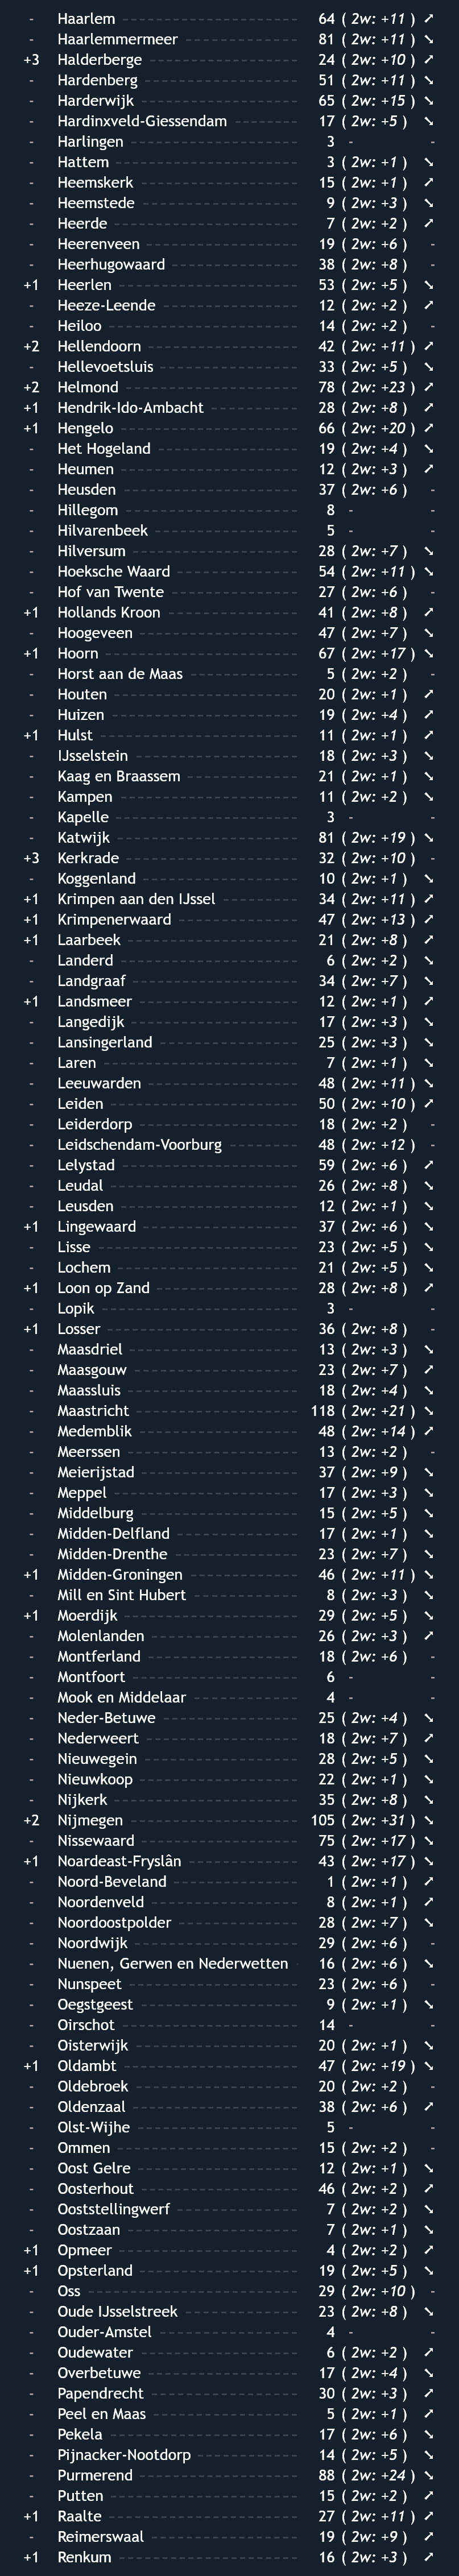 - Haarlem 64 ( 2w: +11 ) ➚
- Haarlemmermeer 81 ( 2w: +11 ) ➘
+3 Halderberge 24 ( 2w: +10 ) ➚
- Hardenberg 51 ( 2w: +11 ) ➘
- Harderwijk 65 ( 2w: +15 ) ➘
- Hardinxveld-Giessendam 17 ( 2w: +5 ) ➘
- Harlingen 3 - -
- Hattem 3 ( 2w: +1 ) ➘
- Heemskerk 15 ( 2w: +1 ) ➚
- Heemstede 9 ( 2w: +3 ) ➘
- Heerde 7 ( 2w: +2 ) ➚
- Heerenveen 19 ( 2w: +6 ) -
- Heerhugowaard 38 ( 2w: +8 ) -
+1 Heerlen 53 ( 2w: +5 ) ➘
- Heeze-Leende 12 ( 2w: +2 ) ➚
- Heiloo 14 ( 2w: +2 ) -
+2 Hellendoorn 42 ( 2w: +11 ) ➚
- Hellevoetsluis 33 ( 2w: +5 ) ➘
+2 Helmond 78 ( 2w: +23 ) ➚
+1 Hendrik-Ido-Ambacht 28 ( 2w: +8 ) ➚
+1 Hengelo 66 ( 2w: +20 ) ➚
- Het Hogeland 19 ( 2w: +4 ) ➘
- Heumen 12 ( 2w: +3 ) ➚
- Heusden 37 ( 2w: +6 ) -
- Hillegom 8 - -
- Hilvarenbeek 5 - -
- Hilversum 28 ( 2w: +7 ) ➘
- Hoeksche Waard 54 ( 2w: +11 ) ➘
- Hof van Twente 27 ( 2w: +6 ) -
+1 Hollands Kroon 41 ( 2w: +8 ) ➚
- Hoogeveen 47 ( 2w: +7 ) ➘
+1 Hoorn 67 ( 2w: +17 ) ➘
- Horst aan de Maas 5 ( 2w: +2 ) -
- Houten 20 ( 2w: +1 ) ➚
- Huizen 19 ( 2w: +4 ) ➚
+1 Hulst 11 ( 2w: +1 ) ➚
- IJsselstein 18 ( 2w: +3 ) ➘
- Kaag en Braassem 21 ( 2w: +1 ) ➘
- Kampen 11 ( 2w: +2 ) ➘
- Kapelle 3 - -
- Katwijk 81 ( 2w: +19 ) ➘
+3 Kerkrade 32 ( 2w: +10 ) -
- Koggenland 10 ( 2w: +1 ) ➘
+1 Krimpen aan den IJssel 34 ( 2w: +11 ) ➚
+1 Krimpenerwaard 47 ( 2w: +13 ) ➚
+1 Laarbeek 21 ( 2w: +8 ) ➚
- Landerd 6 ( 2w: +2 ) ➘
- Landgraaf 34 ( 2w: +7 ) ➘
+1 Landsmeer 12 ( 2w: +1 ) ➚
- Langedijk 17 ( 2w: +3 ) ➘
- Lansingerland 25 ( 2w: +3 ) ➘
- Laren 7 ( 2w: +1 ) ➘
- Leeuwarden 48 ( 2w: +11 ) ➘
- Leiden 50 ( 2w: +10 ) ➚
- Leiderdorp 18 ( 2w: +2 ) -
- Leidschendam-Voorburg 48 ( 2w: +12 ) -
- Lelystad 59 ( 2w: +6 ) ➚
- Leudal 26 ( 2w: +8 ) ➘
- Leusden 12 ( 2w: +1 ) ➘
+1 Lingewaard 37 ( 2w: +6 ) ➘
- Lisse 23 ( 2w: +5 ) ➘
- Lochem 21 ( 2w: +5 ) ➘
+1 Loon op Zand 28 ( 2w: +8 ) ➚
- Lopik 3 - -
+1 Losser 36 ( 2w: +8 ) -
- Maasdriel 13 ( 2w: +3 ) ➘
- Maasgouw 23 ( 2w: +7 ) ➚
- Maassluis 18 ( 2w: +4 ) ➘
- Maastricht 118 ( 2w: +21 ) ➘
- Medemblik 48 ( 2w: +14 ) ➚
- Meerssen 13 ( 2w: +2 ) -
- Meierijstad 37 ( 2w: +9 ) ➘
- Meppel 17 ( 2w: +3 ) ➘
- Middelburg 15 ( 2w: +5 ) ➘
- Midden-Delfland 17 ( 2w: +1 ) ➘
- Midden-Drenthe 23 ( 2w: +7 ) ➘
+1 Midden-Groningen 46 ( 2w: +11 ) ➘
- Mill en Sint Hubert 8 ( 2w: +3 ) ➘
+1 Moerdijk 29 ( 2w: +5 ) ➘
- Molenlanden 26 ( 2w: +3 ) ➚
- Montferland 18 ( 2w: +6 ) -
- Montfoort 6 - -
- Mook en Middelaar 4 - -
- Neder-Betuwe 25 ( 2w: +4 ) ➘
- Nederweert 18 ( 2w: +7 ) ➚
- Nieuwegein 28 ( 2w: +5 ) ➘
- Nieuwkoop 22 ( 2w: +1 ) ➘
- Nijkerk 35 ( 2w: +8 ) ➘
+2 Nijmegen 105 ( 2w: +31 ) ➘
- Nissewaard 75 ( 2w: +17 ) ➘
+1 Noardeast-Fryslân 43 ( 2w: +17 ) ➘
- Noord-Beveland 1 ( 2w: +1 ) ➚
- Noordenveld 8 ( 2w: +1 ) ➚
- Noordoostpolder 28 ( 2w: +7 ) ➘
- Noordwijk 29 ( 2w: +6 ) -
- Nuenen, Gerwen en Nederwetten 16 ( 2w: +6 ) ➘
- Nunspeet 23 ( 2w: +6 ) -
- Oegstgeest 9 ( 2w: +1 ) ➘
- Oirschot 14 - -
- Oisterwijk 20 ( 2w: +1 ) ➘
+1 Oldambt 47 ( 2w: +19 ) ➘
- Oldebroek 20 ( 2w: +2 ) -
- Oldenzaal 38 ( 2w: +6 ) ➚
- Olst-Wijhe 5 - -
- Ommen 15 ( 2w: +2 ) -
- Oost Gelre 12 ( 2w: +1 ) ➘
- Oosterhout 46 ( 2w: +2 ) ➚
- Ooststellingwerf 7 ( 2w: +2 ) ➘
- Oostzaan 7 ( 2w: +1 ) ➘
+1 Opmeer 4 ( 2w: +2 ) ➚
+1 Opsterland 19 ( 2w: +5 ) ➘
- Oss 29 ( 2w: +10 ) -
- Oude IJsselstreek 23 ( 2w: +8 ) ➘
- Ouder-Amstel 4 - -
- Oudewater 6 ( 2w: +2 ) ➚
- Overbetuwe 17 ( 2w: +4 ) ➘
- Papendrecht 30 ( 2w: +3 ) ➚
- Peel en Maas 5 ( 2w: +1 ) ➚
- Pekela 17 ( 2w: +6 ) ➘
- Pijnacker-Nootdorp 14 ( 2w: +5 ) ➘
- Purmerend 88 ( 2w: +24 ) ➘
- Putten 15 ( 2w: +2 ) ➚
+1 Raalte 27 ( 2w: +11 ) ➚
- Reimerswaal 19 ( 2w: +9 ) ➚
+1 Renkum 16 ( 2w: +3 ) ➚